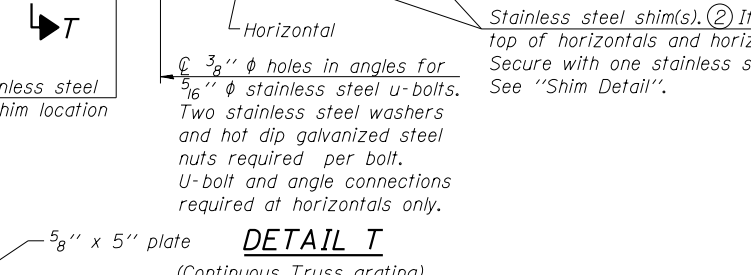 T
Horizontal
℄ 3/8'' ϕ holes in angles for
5/16'' ϕ stainless steel u-bolts.
Two stainless steel washers
and hot dip galvanized steel
nuts required per bolt.
U-bolt and angle connections
required at horizontals only.
Stainless steel shim(s). ② If
top of horizontals and
Secure with one stainless
See ''Shim Detail''.
steel
location
5/8'' x 5'' plate
DETAIL T
(Continuous Truss grating)